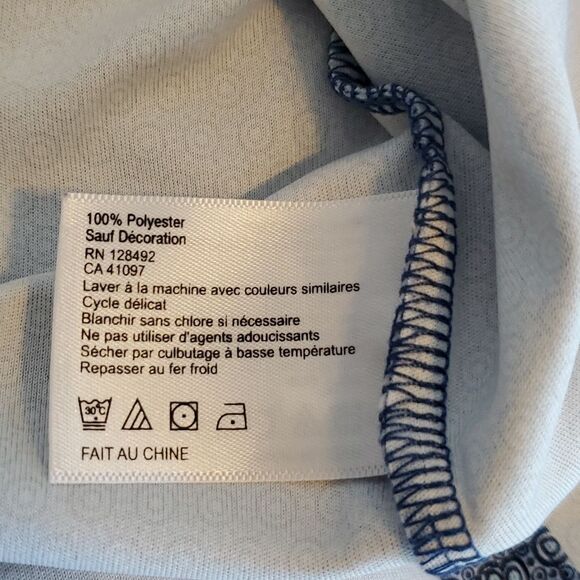 100% Polyester
Sauf Décoration
RN 128492
CA 41097
Laver à la machine avec couleurs similaires
Cycle délicat
Blanchir sans chlore si nécessaire
Ne pas utiliser d'agents adoucissants
Sécher par culbutage à basse température
Repasser au fer froid
30°C
FAIT AU CHINE